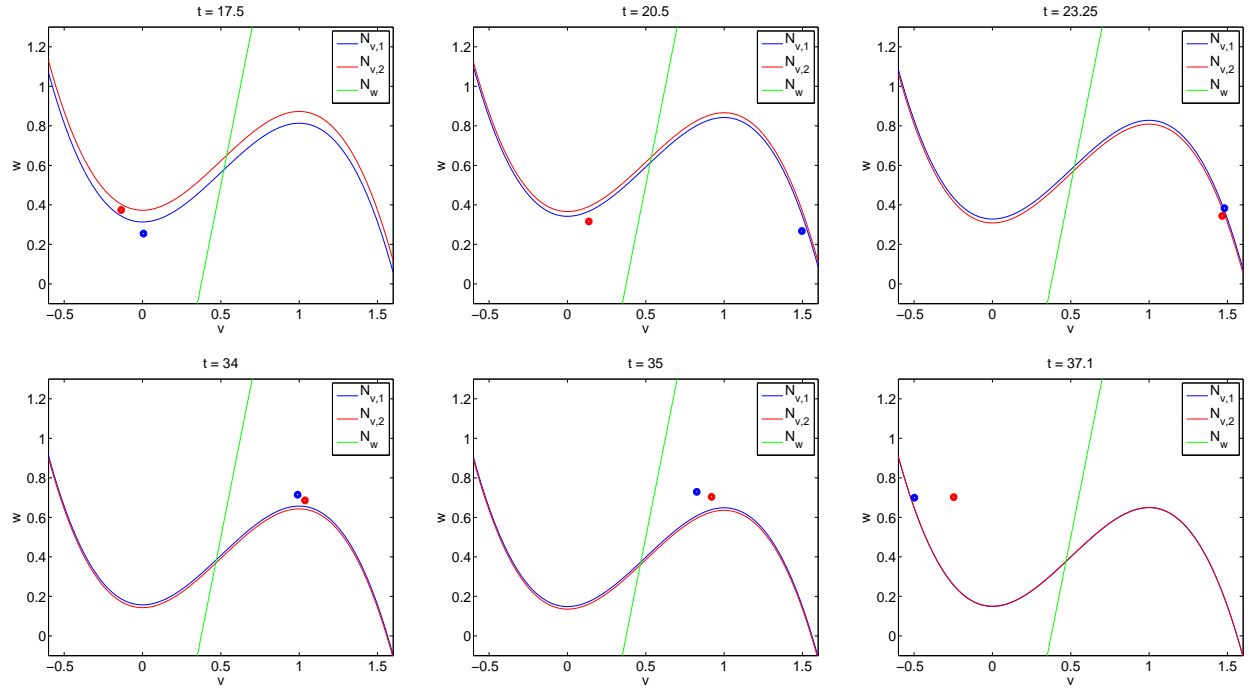 t = 17.5
1.2
1
0.8
0.6
0.4
0.2
0
w
−0.5 0 0.5 1 1.5
v
N_{v,1}
N_{v,2}
N_w
t = 20.5
1.2
1
0.8
0.6
0.4
0.2
0
w
−0.5 0 0.5 1 1.5
v
N_{v,1}
N_{v,2}
N_w
t = 23.25
1.2
1
0.8
0.6
0.4
0.2
0
w
−0.5 0 0.5 1 1.5
v
N_{v,1}
N_{v,2}
N_w
t = 34
1.2
1
0.8
0.6
0.4
0.2
0
w
−0.5 0 0.5 1 1.5
v
N_{v,1}
N_{v,2}
N_w
t = 35
1.2
1
0.8
0.6
0.4
0.2
0
w
−0.5 0 0.5 1 1.5
v
N_{v,1}
N_{v,2}
N_w
t = 37.1
1.2
1
0.8
0.6
0.4
0.2
0
w
−0.5 0 0.5 1 1.5
v
N_{v,1}
N_{v,2}
N_w